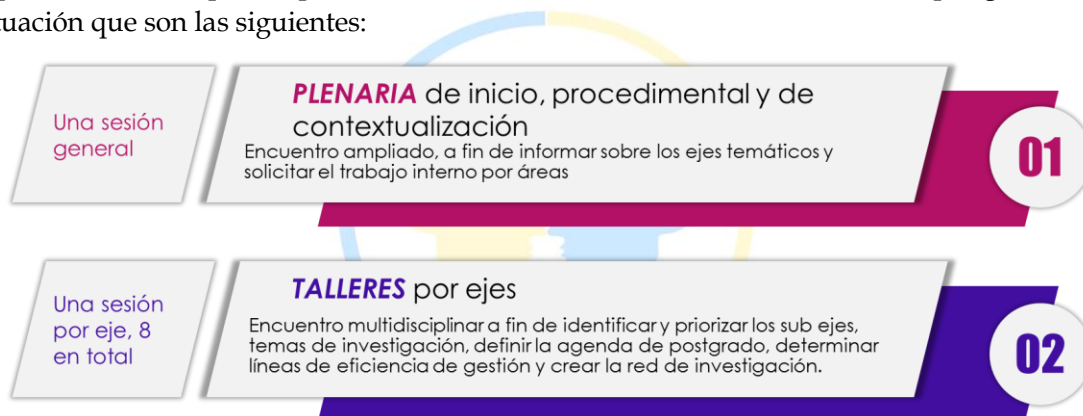 tuación que son las siguientes:
Una sesión
general
PLENARIA de inicio, procedimental y de
contextualización
Encuentro ampliado, a fin de informar sobre los ejes temáticos y
solicitar el trabajo interno por áreas
01
Una sesión
por eje, 8
en total
TALLERES por ejes
Encuentro multidisciplinar a fin de identificar y priorizar los sub ejes,
temas de investigación, definir la agenda de postgrado, determinar
líneas de eficiencia de gestión y crear la red de investigación.
02